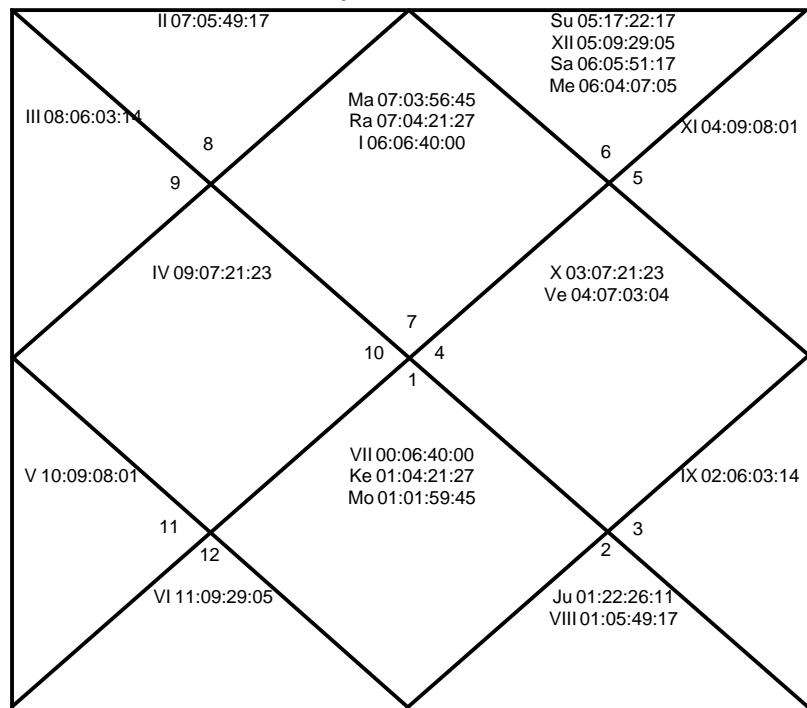 II 07:05:49:17
Su 05:17:22:17
XII 05:09:29:05
Sa 06:05:51:17
Me 06:04:07:05
Ma 07:03:56:45
Ra 07:04:21:27
I 06:06:40:00
III 08:06:03:14
XI 04:09:08:01
8
6
9
5
IV 09:07:21:23
X 03:07:21:23
Ve 04:07:03:04
7
10
4
1
VII 00:06:40:00
Ke 01:04:21:27
Mo 01:01:59:45
V 10:09:08:01
IX 02:06:03:14
11
3
12
2
VI 11:09:29:05
Ju 01:22:26:11
VIII 01:05:49:17